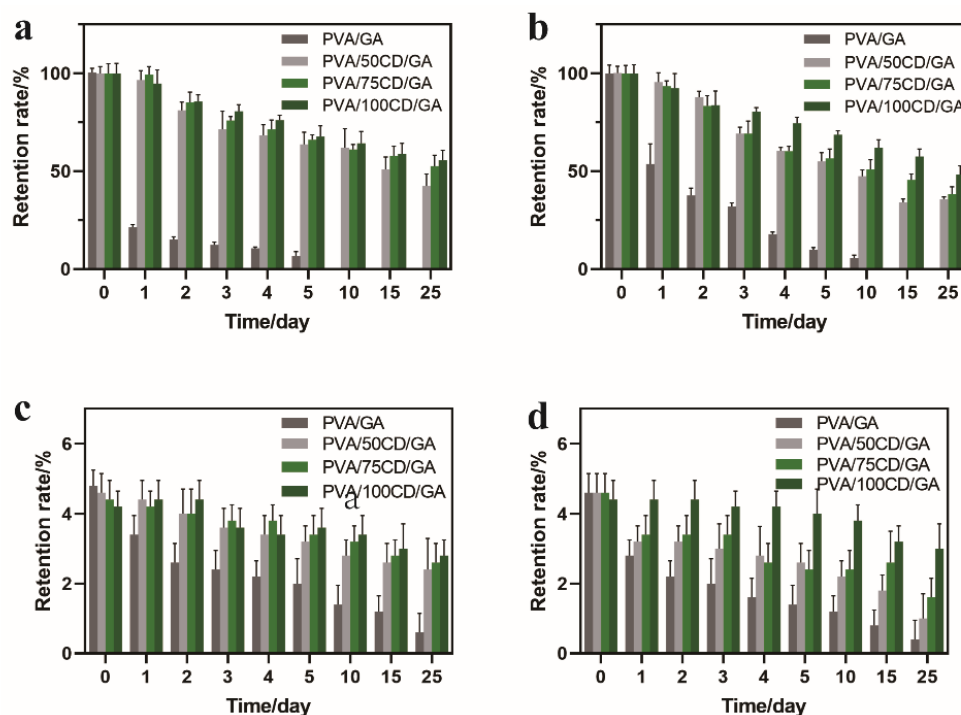 a
PVA/GA
PVA/50CD/GA
PVA/75CD/GA
PVA/100CD/GA
Retention rate/%
100
50
0
0 1 2 3 4 5 10 15 25
Time/day
b
PVA/GA
PVA/50CD/GA
PVA/75CD/GA
PVA/100CD/GA
Retention rate/%
100
50
0
0 1 2 3 4 5 10 15 25
Time/day
c
PVA/GA
PVA/50CD/GA
PVA/75CD/GA
PVA/100CD/GA
a
Retention rate/%
6
4
2
0
0 1 2 3 4 5 10 15 25
Time/day
d
PVA/GA
PVA/50CD/GA
PVA/75CD/GA
PVA/100CD/GA
Retention rate/%
6
4
2
0
0 1 2 3 4 5 10 15 25
Time/day